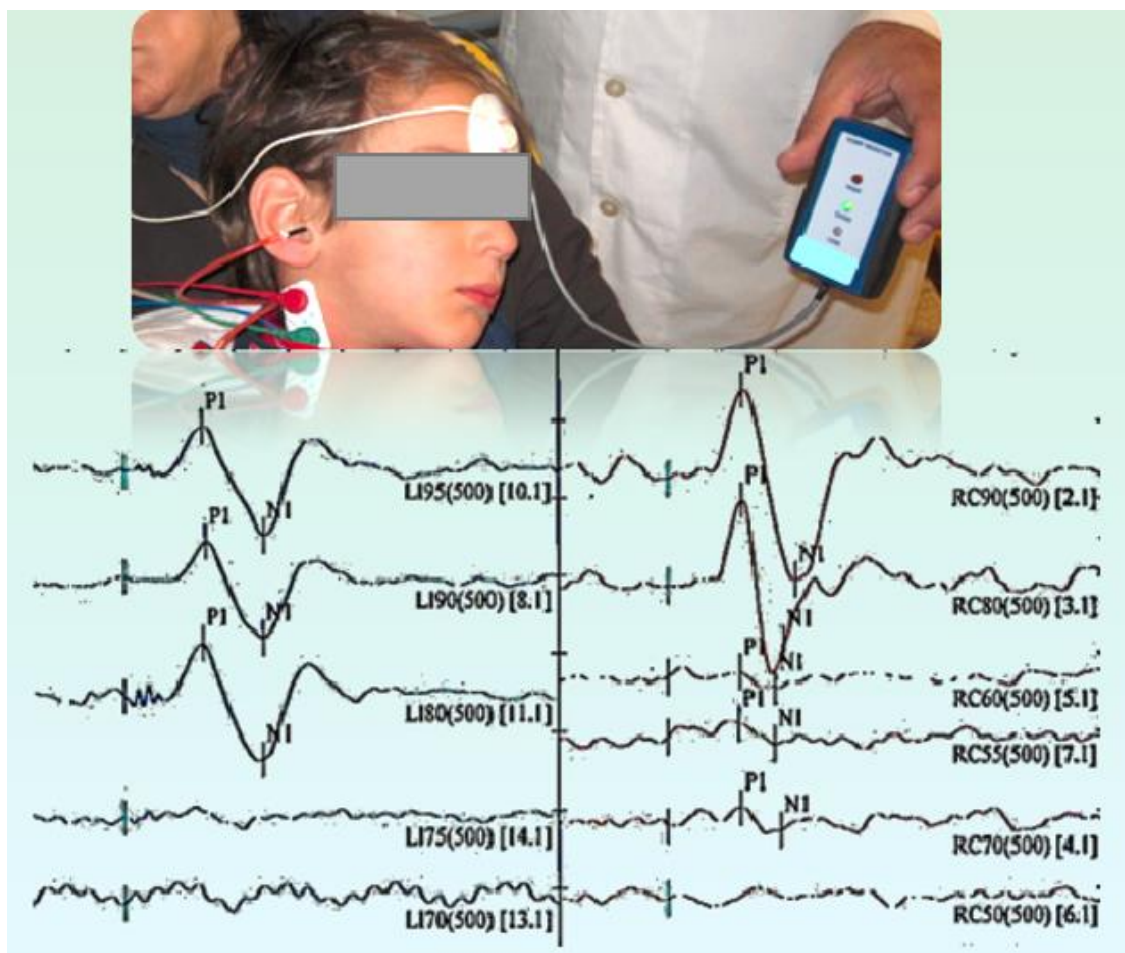 P1
N1
LI95(500) [10.1]
P1
N1
LI90(500) [8.1]
P1
N1
LI80(500) [11.1]
LI75(500) [14.1]
LI70(500) [13.1]
P1
N1
RC90(500) [2.1]
P1
N1
RC80(500) [3.1]
P1
N1
RC60(500) [5.1]
P1
N1
RC55(500) [7.1]
P1
N1
RC70(500) [4.1]
RC50(500) [6.1]